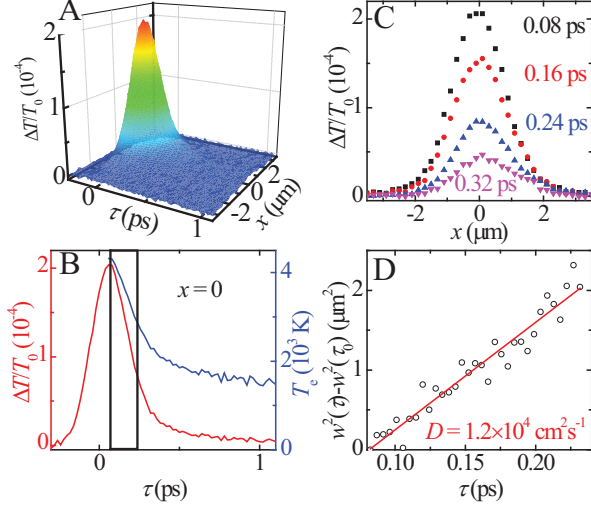 A
ΔT/T₀ (10⁻⁴)
2
1
0
0
1
τ (ps)
-2
0
2
x (μm)
C
ΔT/T₀ (10⁻⁴)
2
1
0
0.08 ps
0.16 ps
0.24 ps
0.32 ps
-2
0
2
x (μm)
B
x = 0
ΔT/T₀ (10⁻⁴)
2
1
0
4
2
0
Tₑ (10³ K)
0
1
τ (ps)
D
w²(τ)-w²(τ₀) (μm²)
2
1
0
D = 1.2×10⁴ cm²s⁻¹
0.10
0.15
0.20
τ (ps)